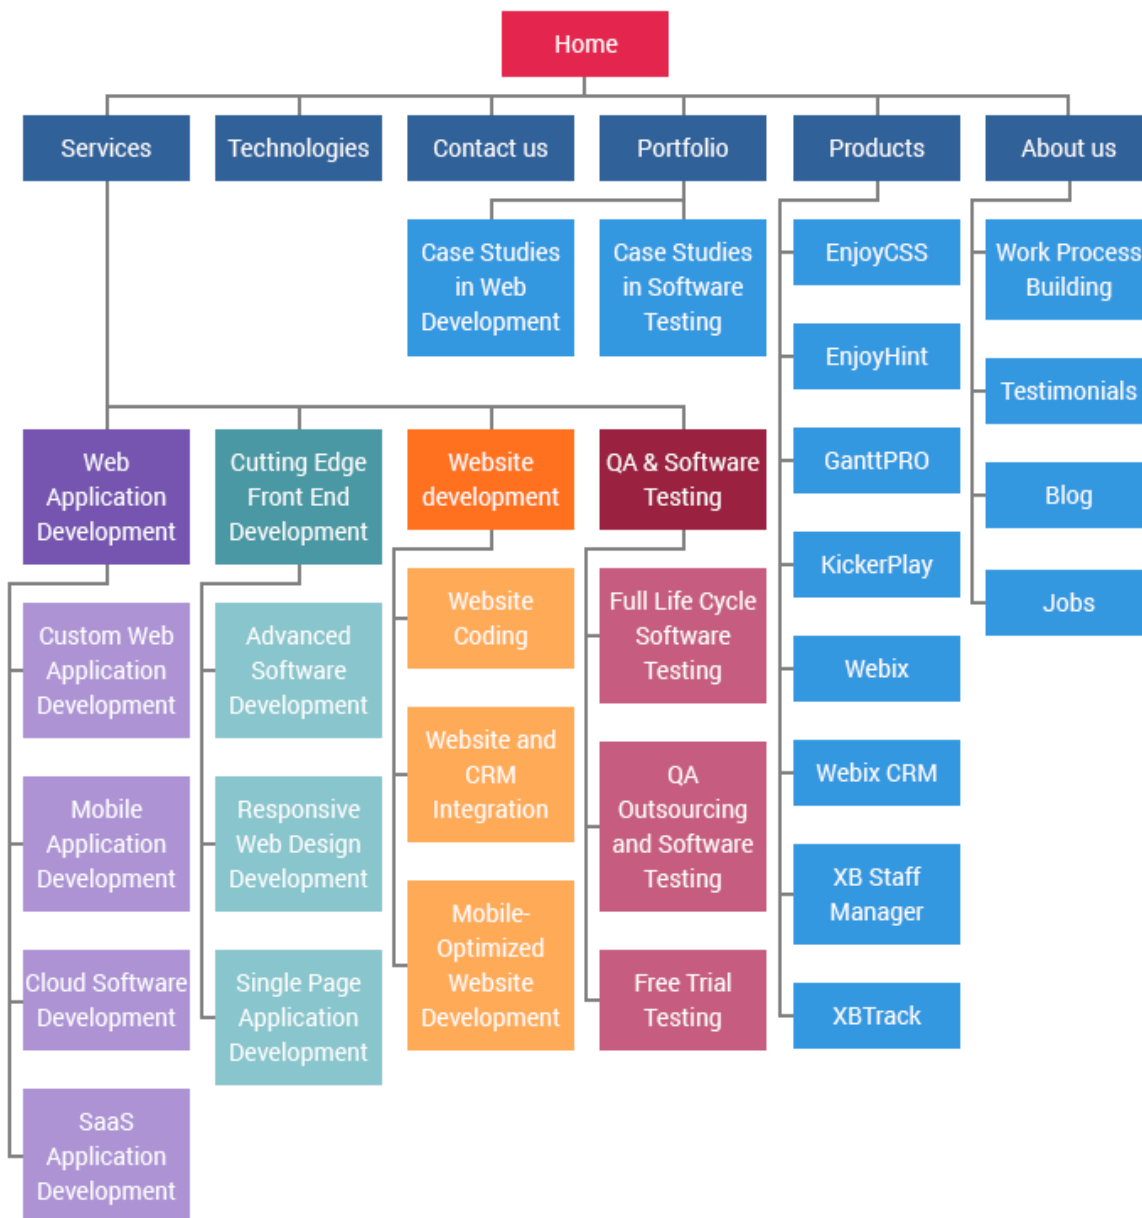 Home
Services
Technologies
Contact us
Portfolio
Products
About us
Case Studies
in Web
Development
Case Studies
in Software
Testing
EnjoyCSS
EnjoyHint
GanttPRO
KickerPlay
Webix
Webix CRM
XB Staff
Manager
XBTrack
Work Process
Building
Testimonials
Blog
Jobs
Web
Application
Development
Custom Web
Application
Development
Mobile
Application
Development
Cloud Software
Development
SaaS
Application
Development
Cutting Edge
Front End
Development
Advanced
Software
Development
Responsive
Web Design
Development
Single Page
Application
Development
Website
development
Website
Coding
Website and
CRM
Integration
Mobile-
Optimized
Website
Development
QA & Software
Testing
Full Life Cycle
Software
Testing
QA
Outsourcing
and Software
Testing
Free Trial
Testing